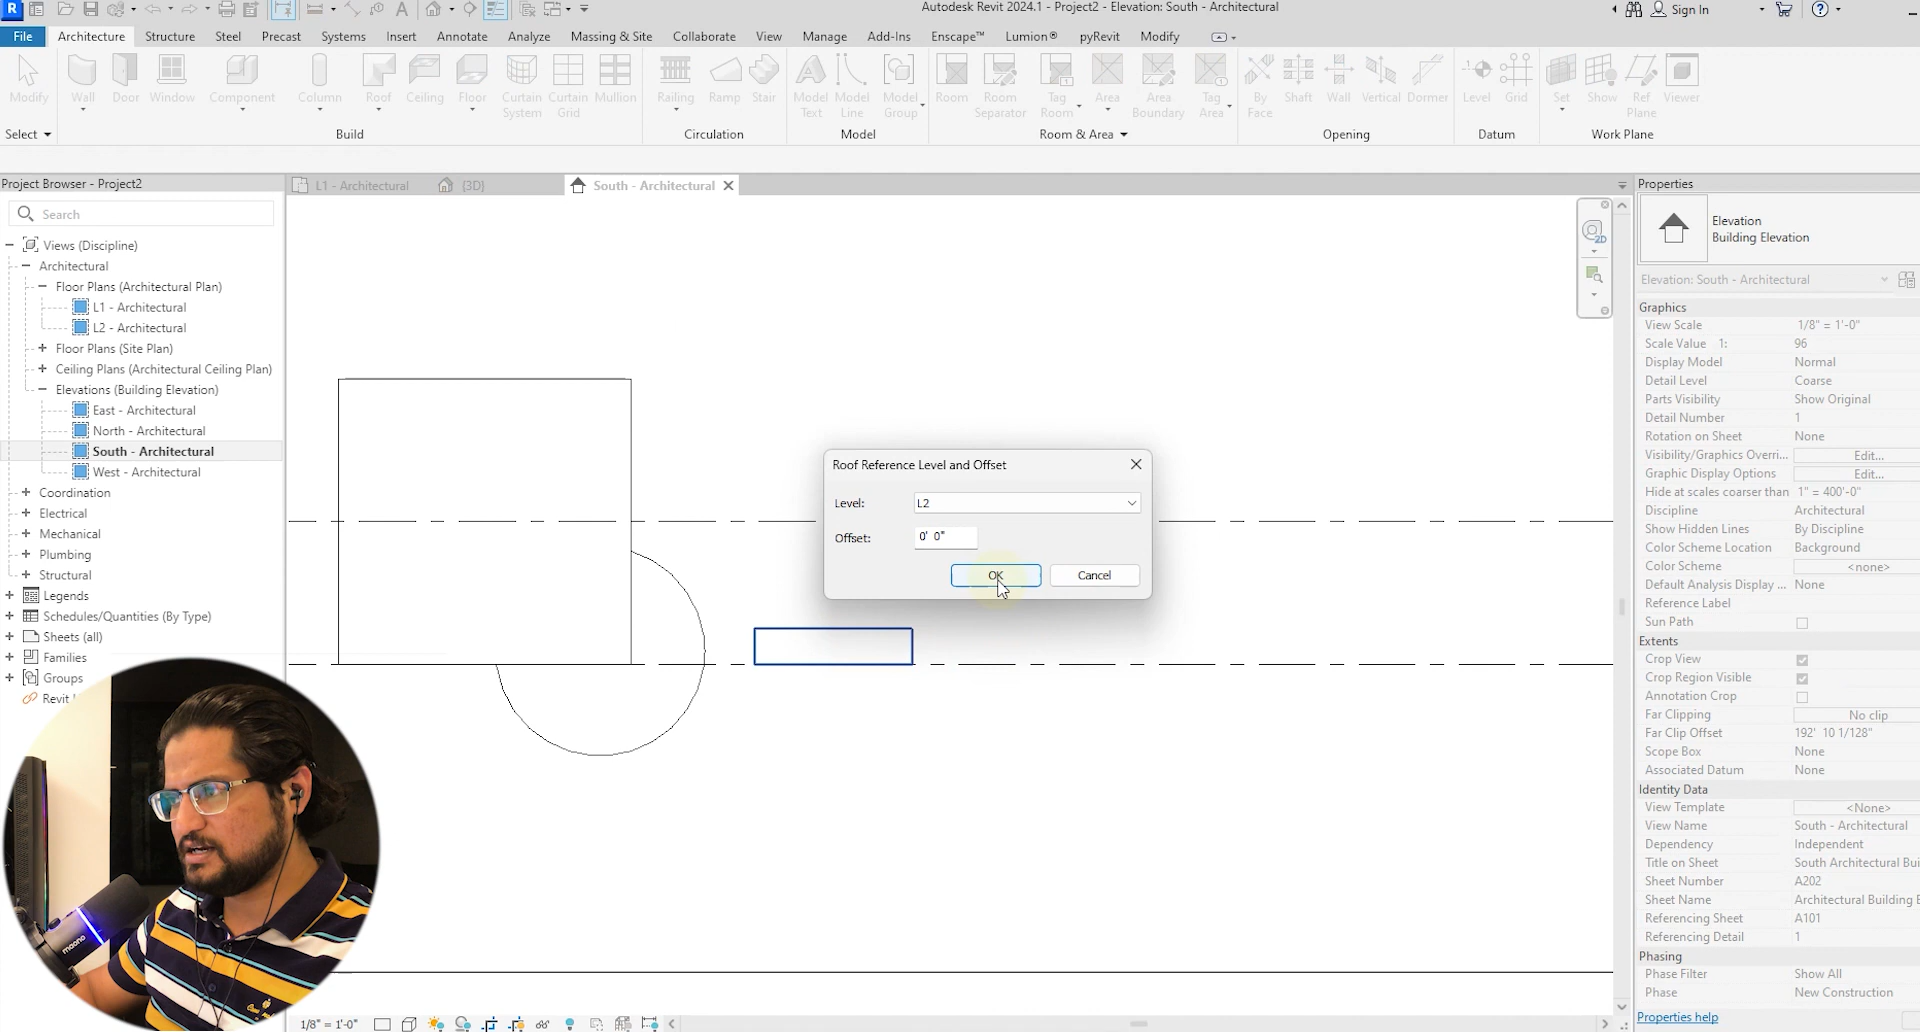 R
Autodesk Revit 2024.1 - Project2 - Elevation: South - Architectural
Sign In
File Architecture Structure Steel Precast Systems Insert Annotate Analyze Massing & Site Collaborate View Manage Add-Ins Enscape™ Lumion® pyRevit Modify
Modify Wall Door Window Component Column Roof Ceiling Floor Curtain System Curtain Grid Mullion Railing Ramp Stair Model Text Model Line Model Group Room Room Separator Tag Room Area Area Boundary Tag Area By Face Shaft Wall Vertical Dormer Level Grid Set Show Ref Plane Viewer
Select Build Circulation Model Room & Area Opening Datum Work Plane
Project Browser - Project2
L1 - Architectural
(3D)
South - Architectural
Search
Views (Discipline)
Architectural
Floor Plans (Architectural Plan)
L1 - Architectural
L2 - Architectural
Floor Plans (Site Plan)
Ceiling Plans (Architectural Ceiling Plan)
Elevations (Building Elevation)
East - Architectural
North - Architectural
South - Architectural
West - Architectural
Coordination
Electrical
Mechanical
Plumbing
Structural
Legends
Schedules/Quantities (By Type)
Sheets (all)
Families
Groups
Revit
2D
Roof Reference Level and Offset
Level: L2
Offset: 0' 0"
OK Cancel
Properties
Elevation
Building Elevation
Elevation: South - Architectural
Graphics
View Scale 1/8" = 1'-0"
Scale Value 1: 96
Display Model Normal
Detail Level Coarse
Parts Visibility Show Original
Detail Number 1
Rotation on Sheet None
Visibility/Graphics Overri... Edit...
Graphic Display Options Edit...
Hide at scales coarser than 1" = 400'-0"
Discipline Architectural
Show Hidden Lines By Discipline
Color Scheme Location Background
Color Scheme <none>
Default Analysis Display ... None
Reference Label
Sun Path
Extents
Crop View
Crop Region Visible
Annotation Crop
Far Clipping No clip
Far Clip Offset 192' 10 1/128"
Scope Box None
Associated Datum None
Identity Data
View Template <None>
View Name South - Architectural
Dependency Independent
Title on Sheet South Architectural Bui
Sheet Number A202
Sheet Name Architectural Building E
Referencing Sheet A101
Referencing Detail 1
Phasing
Phase Filter Show All
Phase New Construction
Properties help
1/8" = 1'-0"
moano